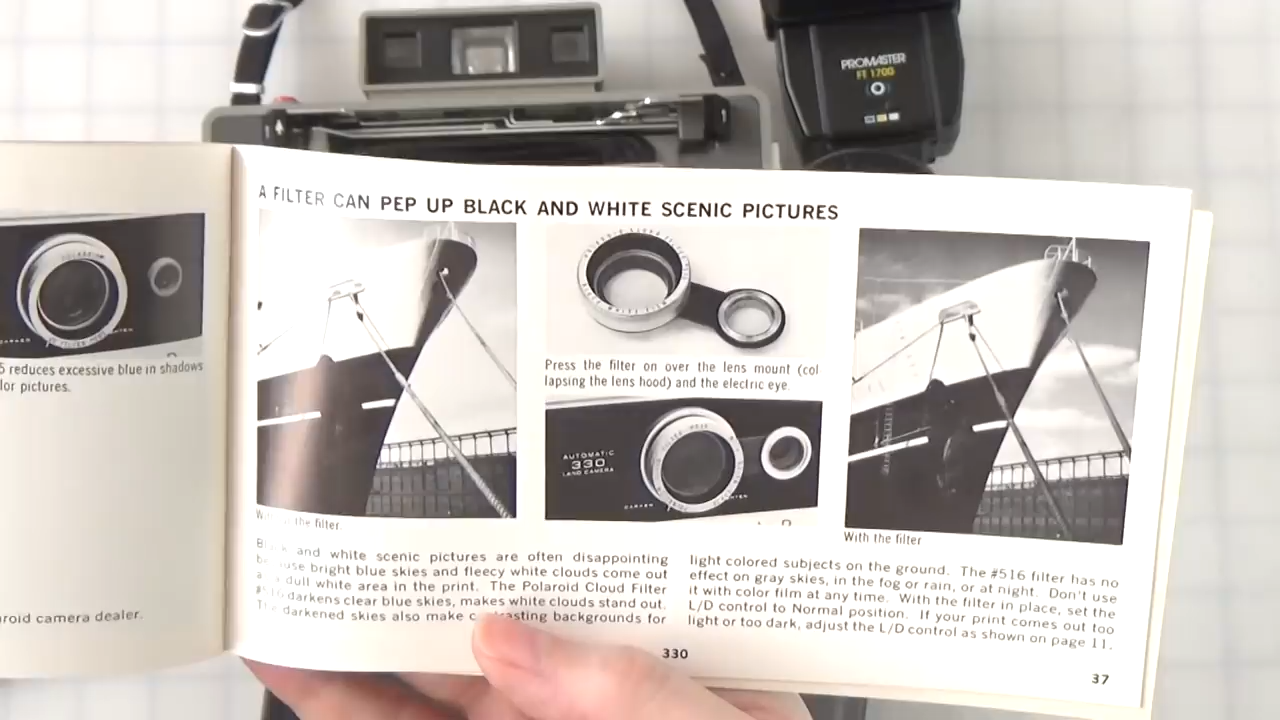 PROMASTER
FT 1700
5 reduces excessive blue in shadows
lor pictures.
roid camera dealer.
A FILTER CAN PEP UP BLACK AND WHITE SCENIC PICTURES
the filter.
Press the filter on over the lens mount (col
lapsing the lens hood) and the electric eye.
AUTOMATIC
330
LAND CAMERA
DARKEN
LIGHTEN
With the filter
and white scenic pictures are often disappointing
use bright blue skies and fleecy white clouds come out
dull white area in the print. The Polaroid Cloud Filter
darkens clear blue skies, makes white clouds stand out.
darkened skies also make backgrounds for
light colored subjects on the ground. The #516 filter has no
effect on gray skies, in the fog or rain, or at night. Don't use
it with color film at any time. With the filter in place, set the
L/D control to Normal position. If your print comes out too
light or too dark, adjust the L/D control as shown on page 11.
330
37